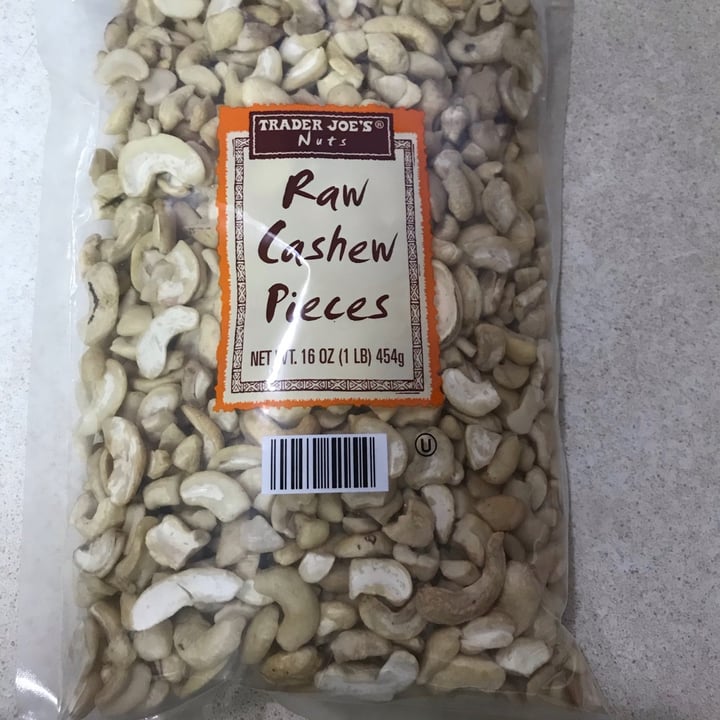 TRADER JOE'S®
Nuts
Raw
Cashew
Pieces
NET WT. 16 OZ (1 LB) 454g
U